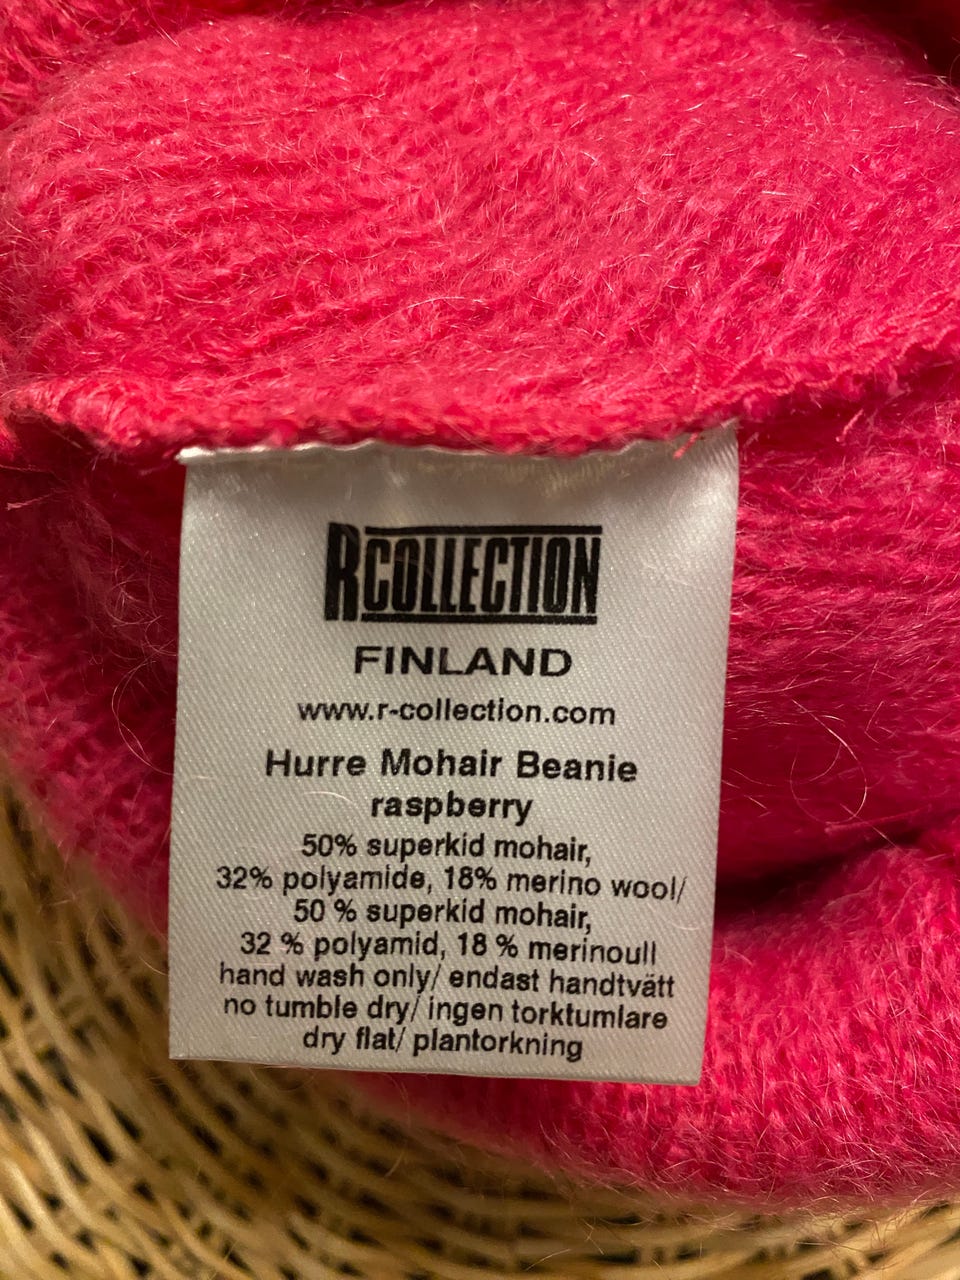 RCOLLECTION
FINLAND
www.r-collection.com
Hurre Mohair Beanie
raspberry
50% superkid mohair,
32% polyamide, 18% merino wool/
50 % superkid mohair,
32 % polyamid, 18 % merinoull
hand wash only/ endast handtvätt
no tumble dry/ ingen torktumlare
dry flat/ plantorkning